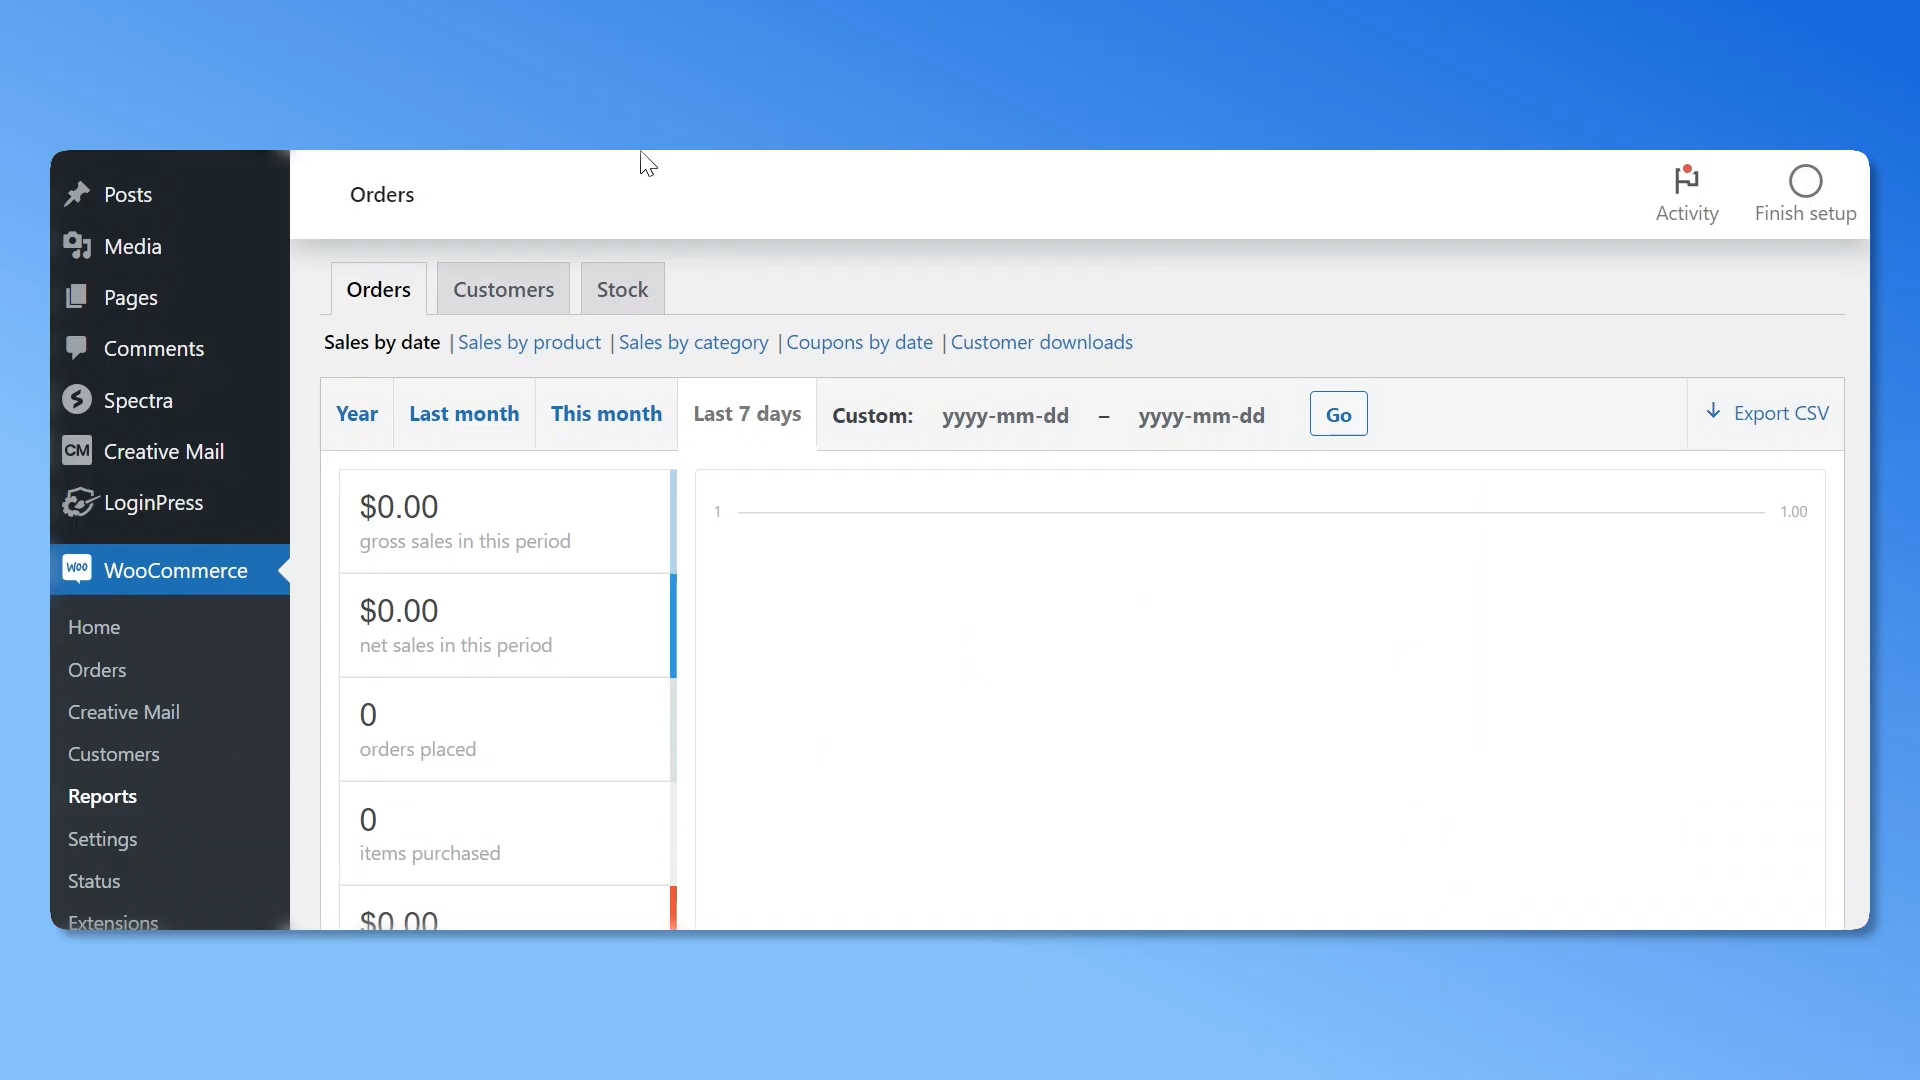 Posts
Media
Pages
Comments
Spectra
CM Creative Mail
LoginPress
Woo WooCommerce
Home
Orders
Creative Mail
Customers
Reports
Settings
Status
Extensions
Orders
Activity
Finish setup
Orders Customers Stock
Sales by date | Sales by product | Sales by category | Coupons by date | Customer downloads
Year Last month This month Last 7 days Custom: yyyy-mm-dd – yyyy-mm-dd Go Export CSV
$0.00
gross sales in this period
$0.00
net sales in this period
0
orders placed
0
items purchased
$0.00
1 1.00